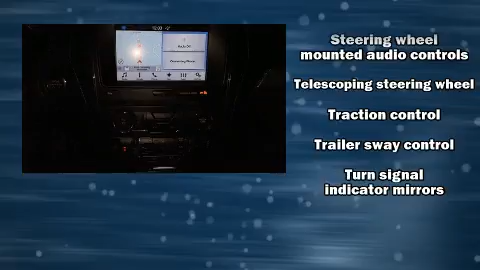 Steering wheel
mounted audio controls
Telescoping steering wheel
Traction control
Trailer sway control
Turn signal
indicator mirrors